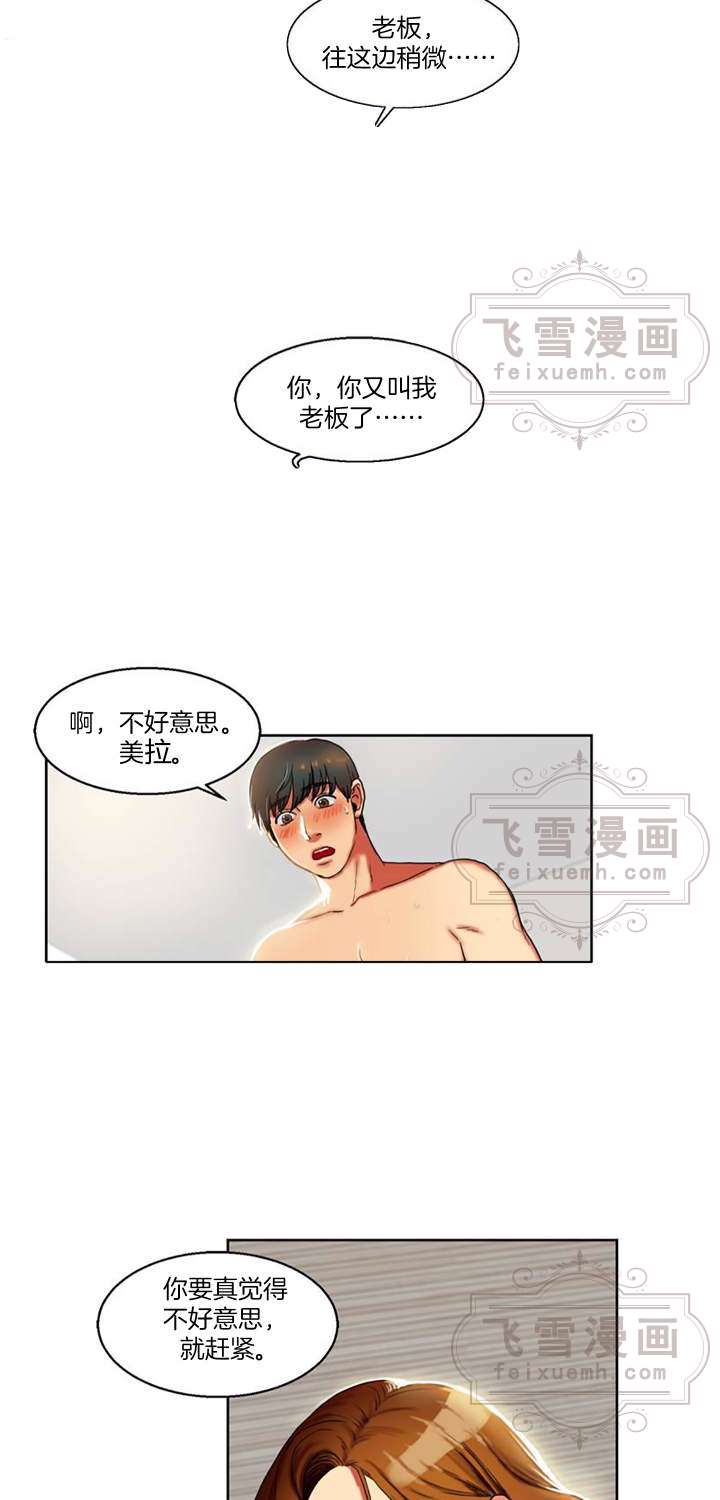 老板，
往这边稍微……
飞雪漫画
feixuemh.com
你，你又叫我
老板了……
啊，不好意思。
美拉。
飞雪漫画
feixuemh.com
你要真觉得
不好意思，
就赶紧。
飞雪漫画
feixuemh.com